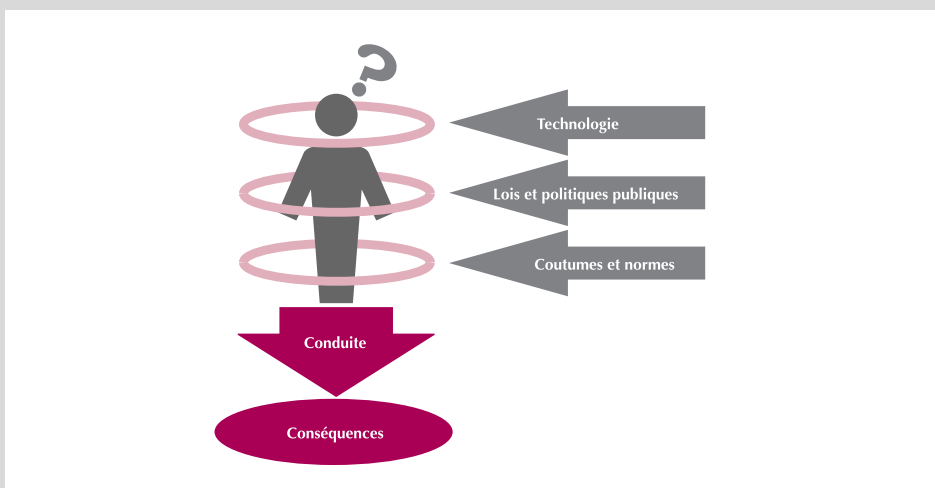 ?
Technologie
Lois et politiques publiques
Coutumes et normes
Conduite
Conséquences